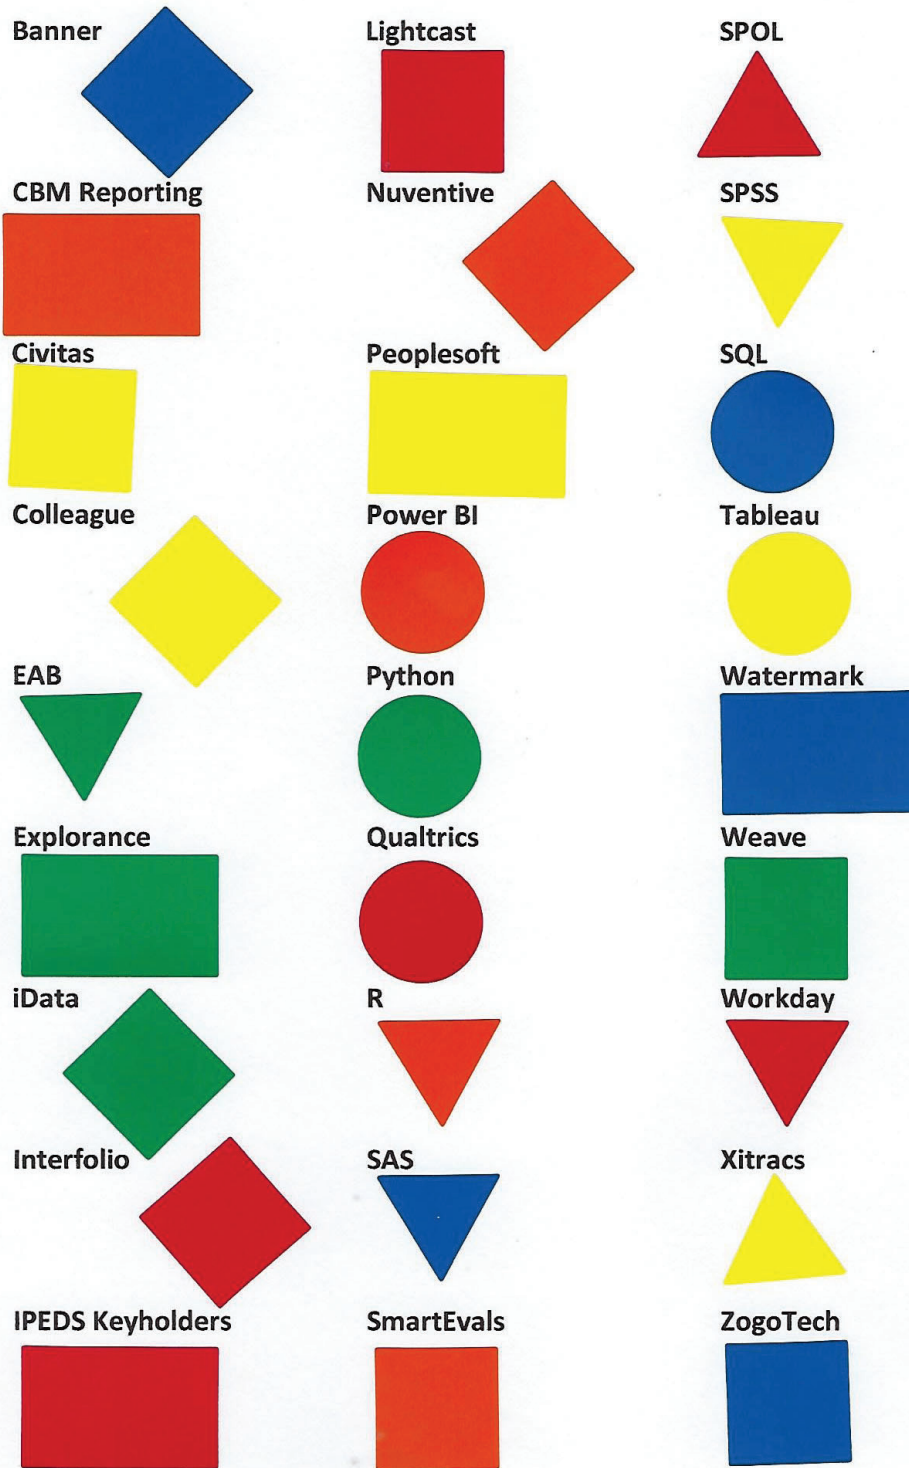 Banner
CBM Reporting
Civitas
Colleague
EAB
Explorance
iData
Interfolio
IPEDS Keyholders
Lightcast
Nuventive
Peoplesoft
Power BI
Python
Qualtrics
R
SAS
SmartEvals
SPOL
SPSS
SQL
Tableau
Watermark
Weave
Workday
Xitracs
ZogoTech